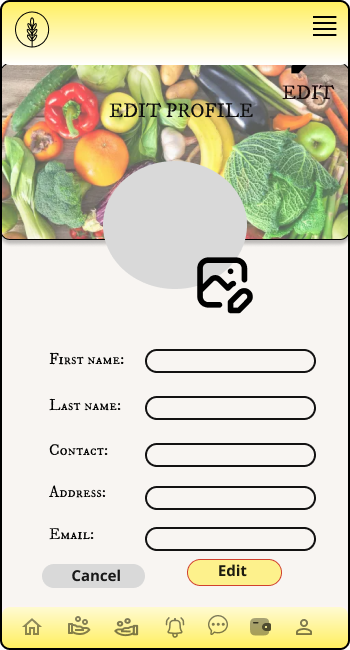 EDIT
EDIT PROFILE
First name:
Last name:
Contact:
Address:
Email:
Cancel
Edit